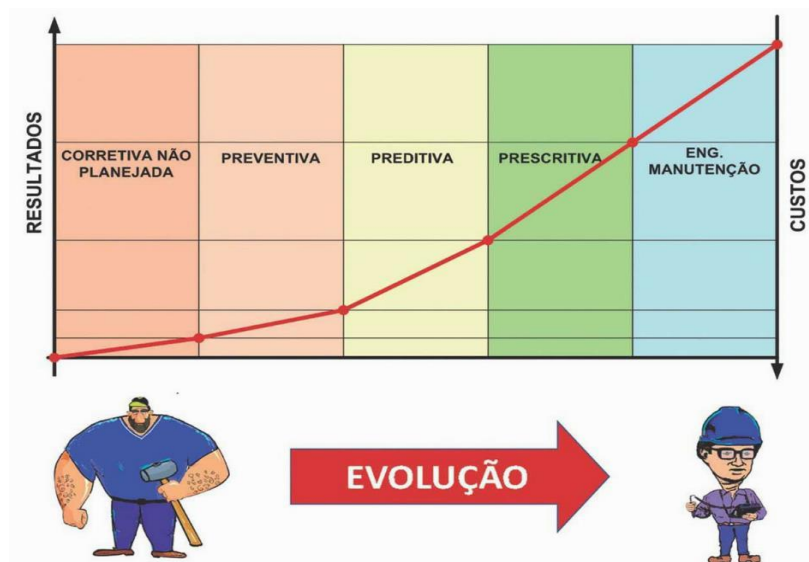 RESULTADOS
CORRETIVA NÃO
PLANEJADA
PREVENTIVA
PREDITIVA
PRESCRITIVA
ENG.
MANUTENÇÃO
CUSTOS
EVOLUÇÃO